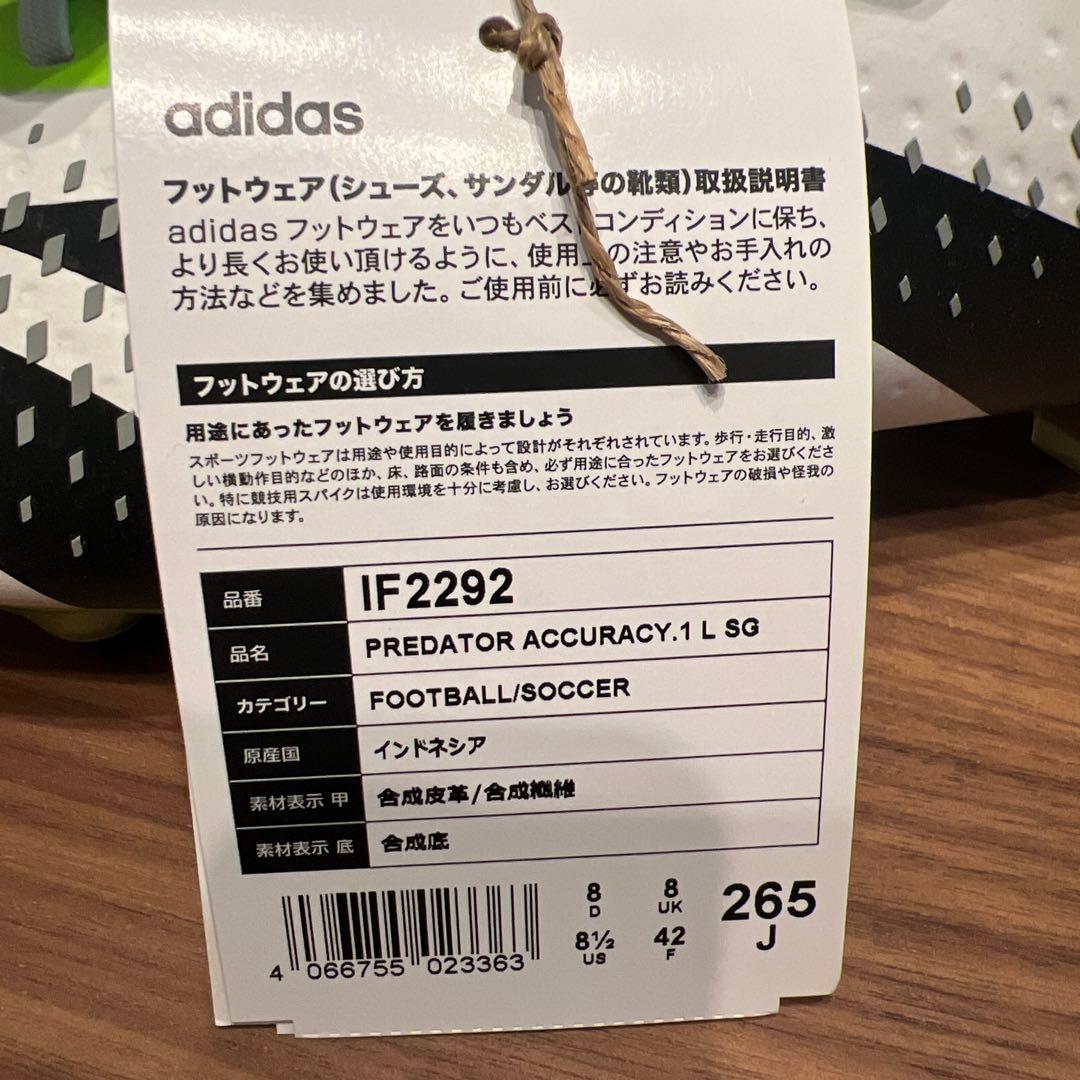 adidas
フットウェア(シューズ、サンダル等の靴類)取扱説明書
adidas フットウェアをいつもベストコンディションに保ち、
より長くお使い頂けるように、使用上の注意やお手入れの
方法などを集めました。ご使用前に必ずお読みください。
フットウェアの選び方
用途にあったフットウェアを履きましょう
スポーツフットウェアは用途や使用目的によって設計がそれぞれされています。歩行・走行目的、激
しい横動作目的などのほか、床、路面の条件も含め、必ず用途に合ったフットウェアをお選びくださ
い。特に競技用スパイクは使用環境を十分に考慮し、お選びください。フットウェアの破損や怪我の
原因になります。
品番 IF2292
品名 PREDATOR ACCURACY.1 L SG
カテゴリー FOOTBALL/SOCCER
原産国 インドネシア
素材表示 甲 合成皮革/合成繊維
素材表示 底 合成底
8 8 265
D UK J
8½ 42
US F
4 066755 023363